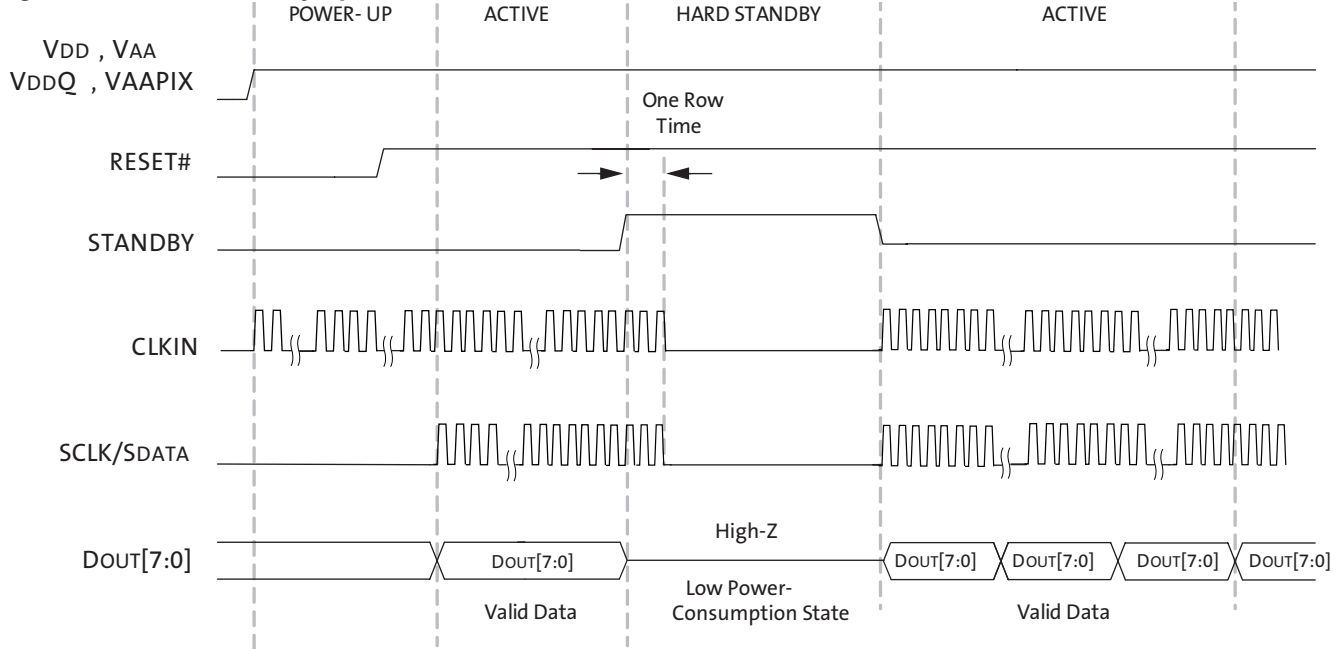 POWER- UP ACTIVE HARD STANDBY ACTIVE
VDD , VAA
VDDQ , VAAPIX
One Row
Time
RESET#
STANDBY
CLKIN
SCLK/SDATA
High-Z
DOUT[7:0] DOUT[7:0] DOUT[7:0] DOUT[7:0] DOUT[7:0] DOUT[7:0]
Low Power-
Valid Data Consumption State Valid Data